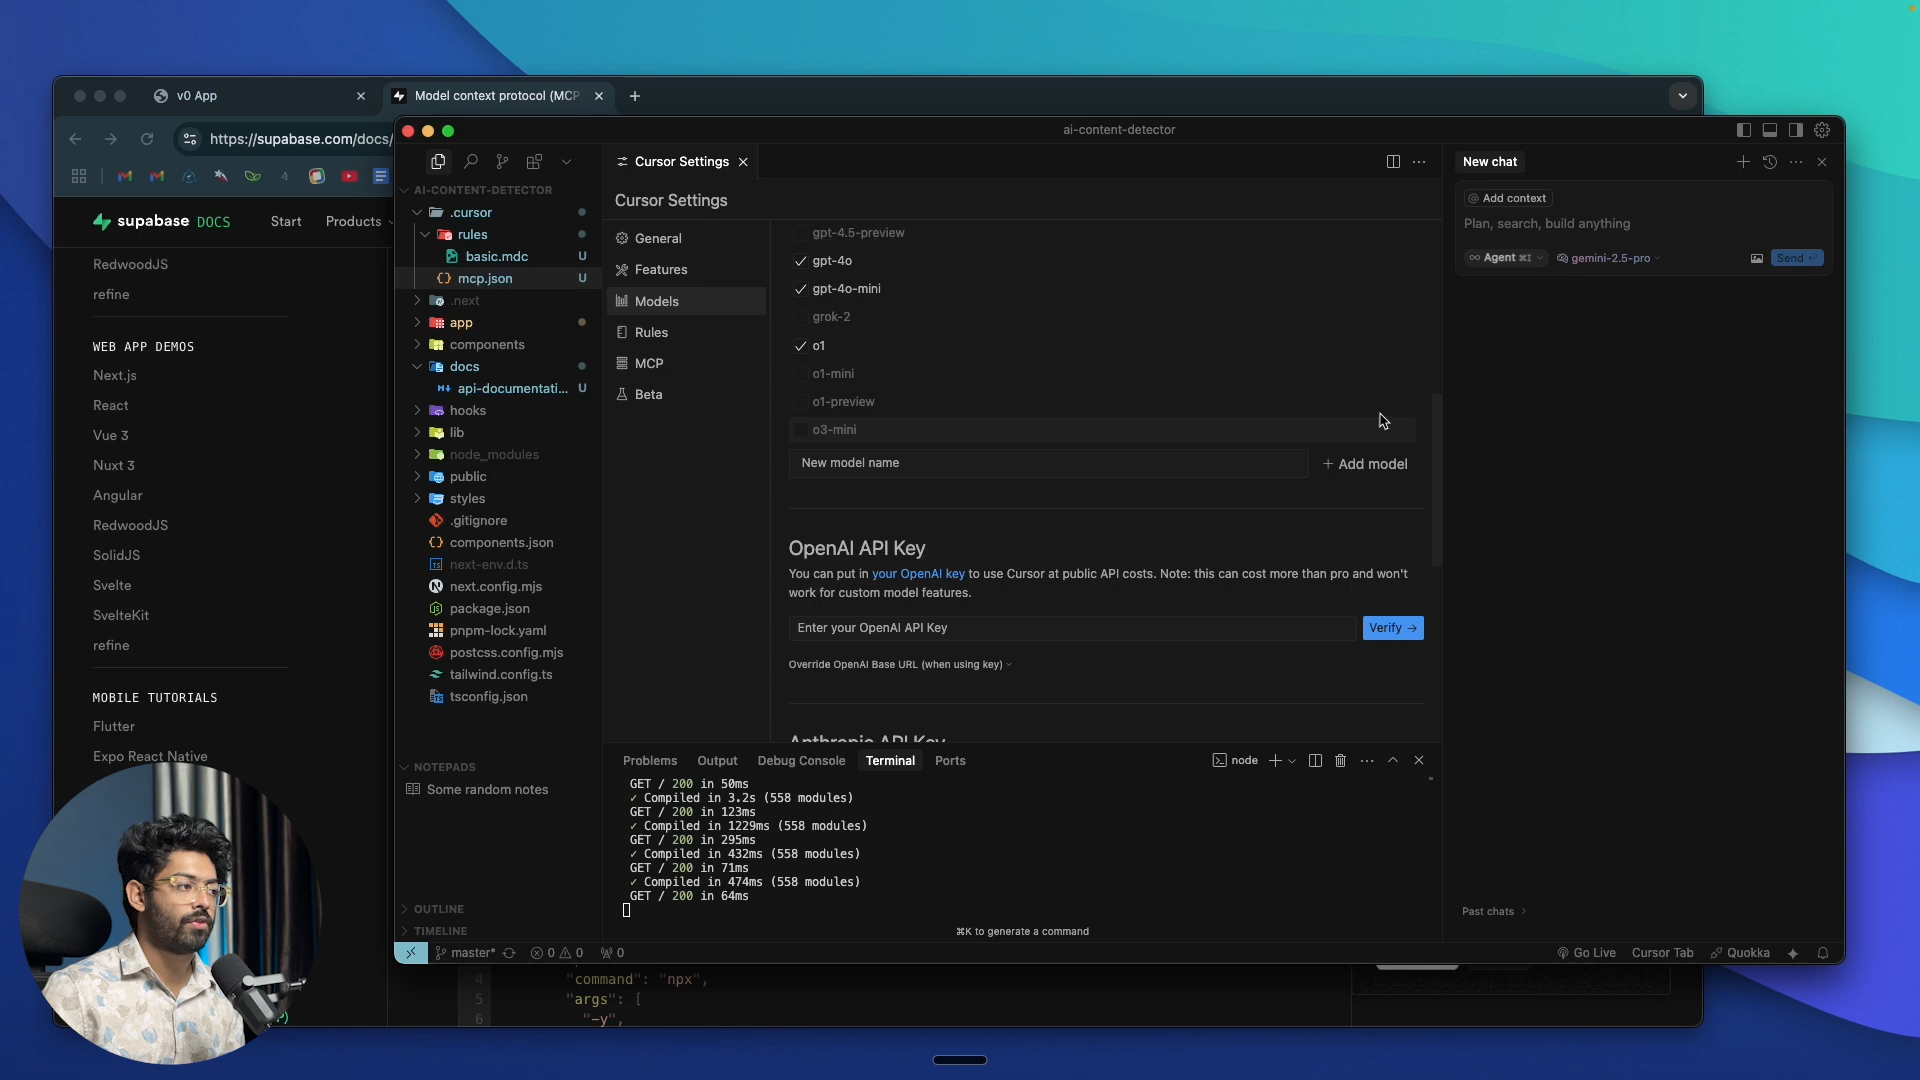 v0 App
Model context protocol (MCP
https://supabase.com/docs/
supabase DOCS
Start
Products
RedwoodJS
refine
WEB APP DEMOS
Next.js
React
Vue 3
Nuxt 3
Angular
RedwoodJS
SolidJS
Svelte
SvelteKit
refine
MOBILE TUTORIALS
Flutter
Expo React Native
ai-content-detector
AI-CONTENT-DETECTOR
.cursor
rules
basic.mdc U
mcp.json U
.next
app
components
docs
api-documentati... U
hooks
lib
node_modules
public
styles
.gitignore
components.json
next-env.d.ts
next.config.mjs
package.json
pnpm-lock.yaml
postcss.config.mjs
tailwind.config.ts
tsconfig.json
NOTEPADS
Some random notes
OUTLINE
TIMELINE
Cursor Settings
Cursor Settings
General
Features
Models
Rules
MCP
Beta
gpt-4.5-preview
gpt-4o
gpt-4o-mini
grok-2
o1
o1-mini
o1-preview
o3-mini
New model name
+ Add model
OpenAI API Key
You can put in your OpenAI key to use Cursor at public API costs. Note: this can cost more than pro and won't
work for custom model features.
Enter your OpenAI API Key
Verify →
Override OpenAI Base URL (when using key)
Anthropic API Key
Problems Output Debug Console Terminal Ports
node
GET / 200 in 50ms
✓ Compiled in 3.2s (558 modules)
GET / 200 in 123ms
✓ Compiled in 1229ms (558 modules)
GET / 200 in 295ms
✓ Compiled in 432ms (558 modules)
GET / 200 in 71ms
✓ Compiled in 474ms (558 modules)
GET / 200 in 64ms
⌘K to generate a command
New chat
@ Add context
Plan, search, build anything
∞ Agent ⌘I
gemini-2.5-pro
Send
Past chats
master*
0 0
0
Go Live
Cursor Tab
Quokka
4 "command": "npx",
5 "args": [
6 "-y",